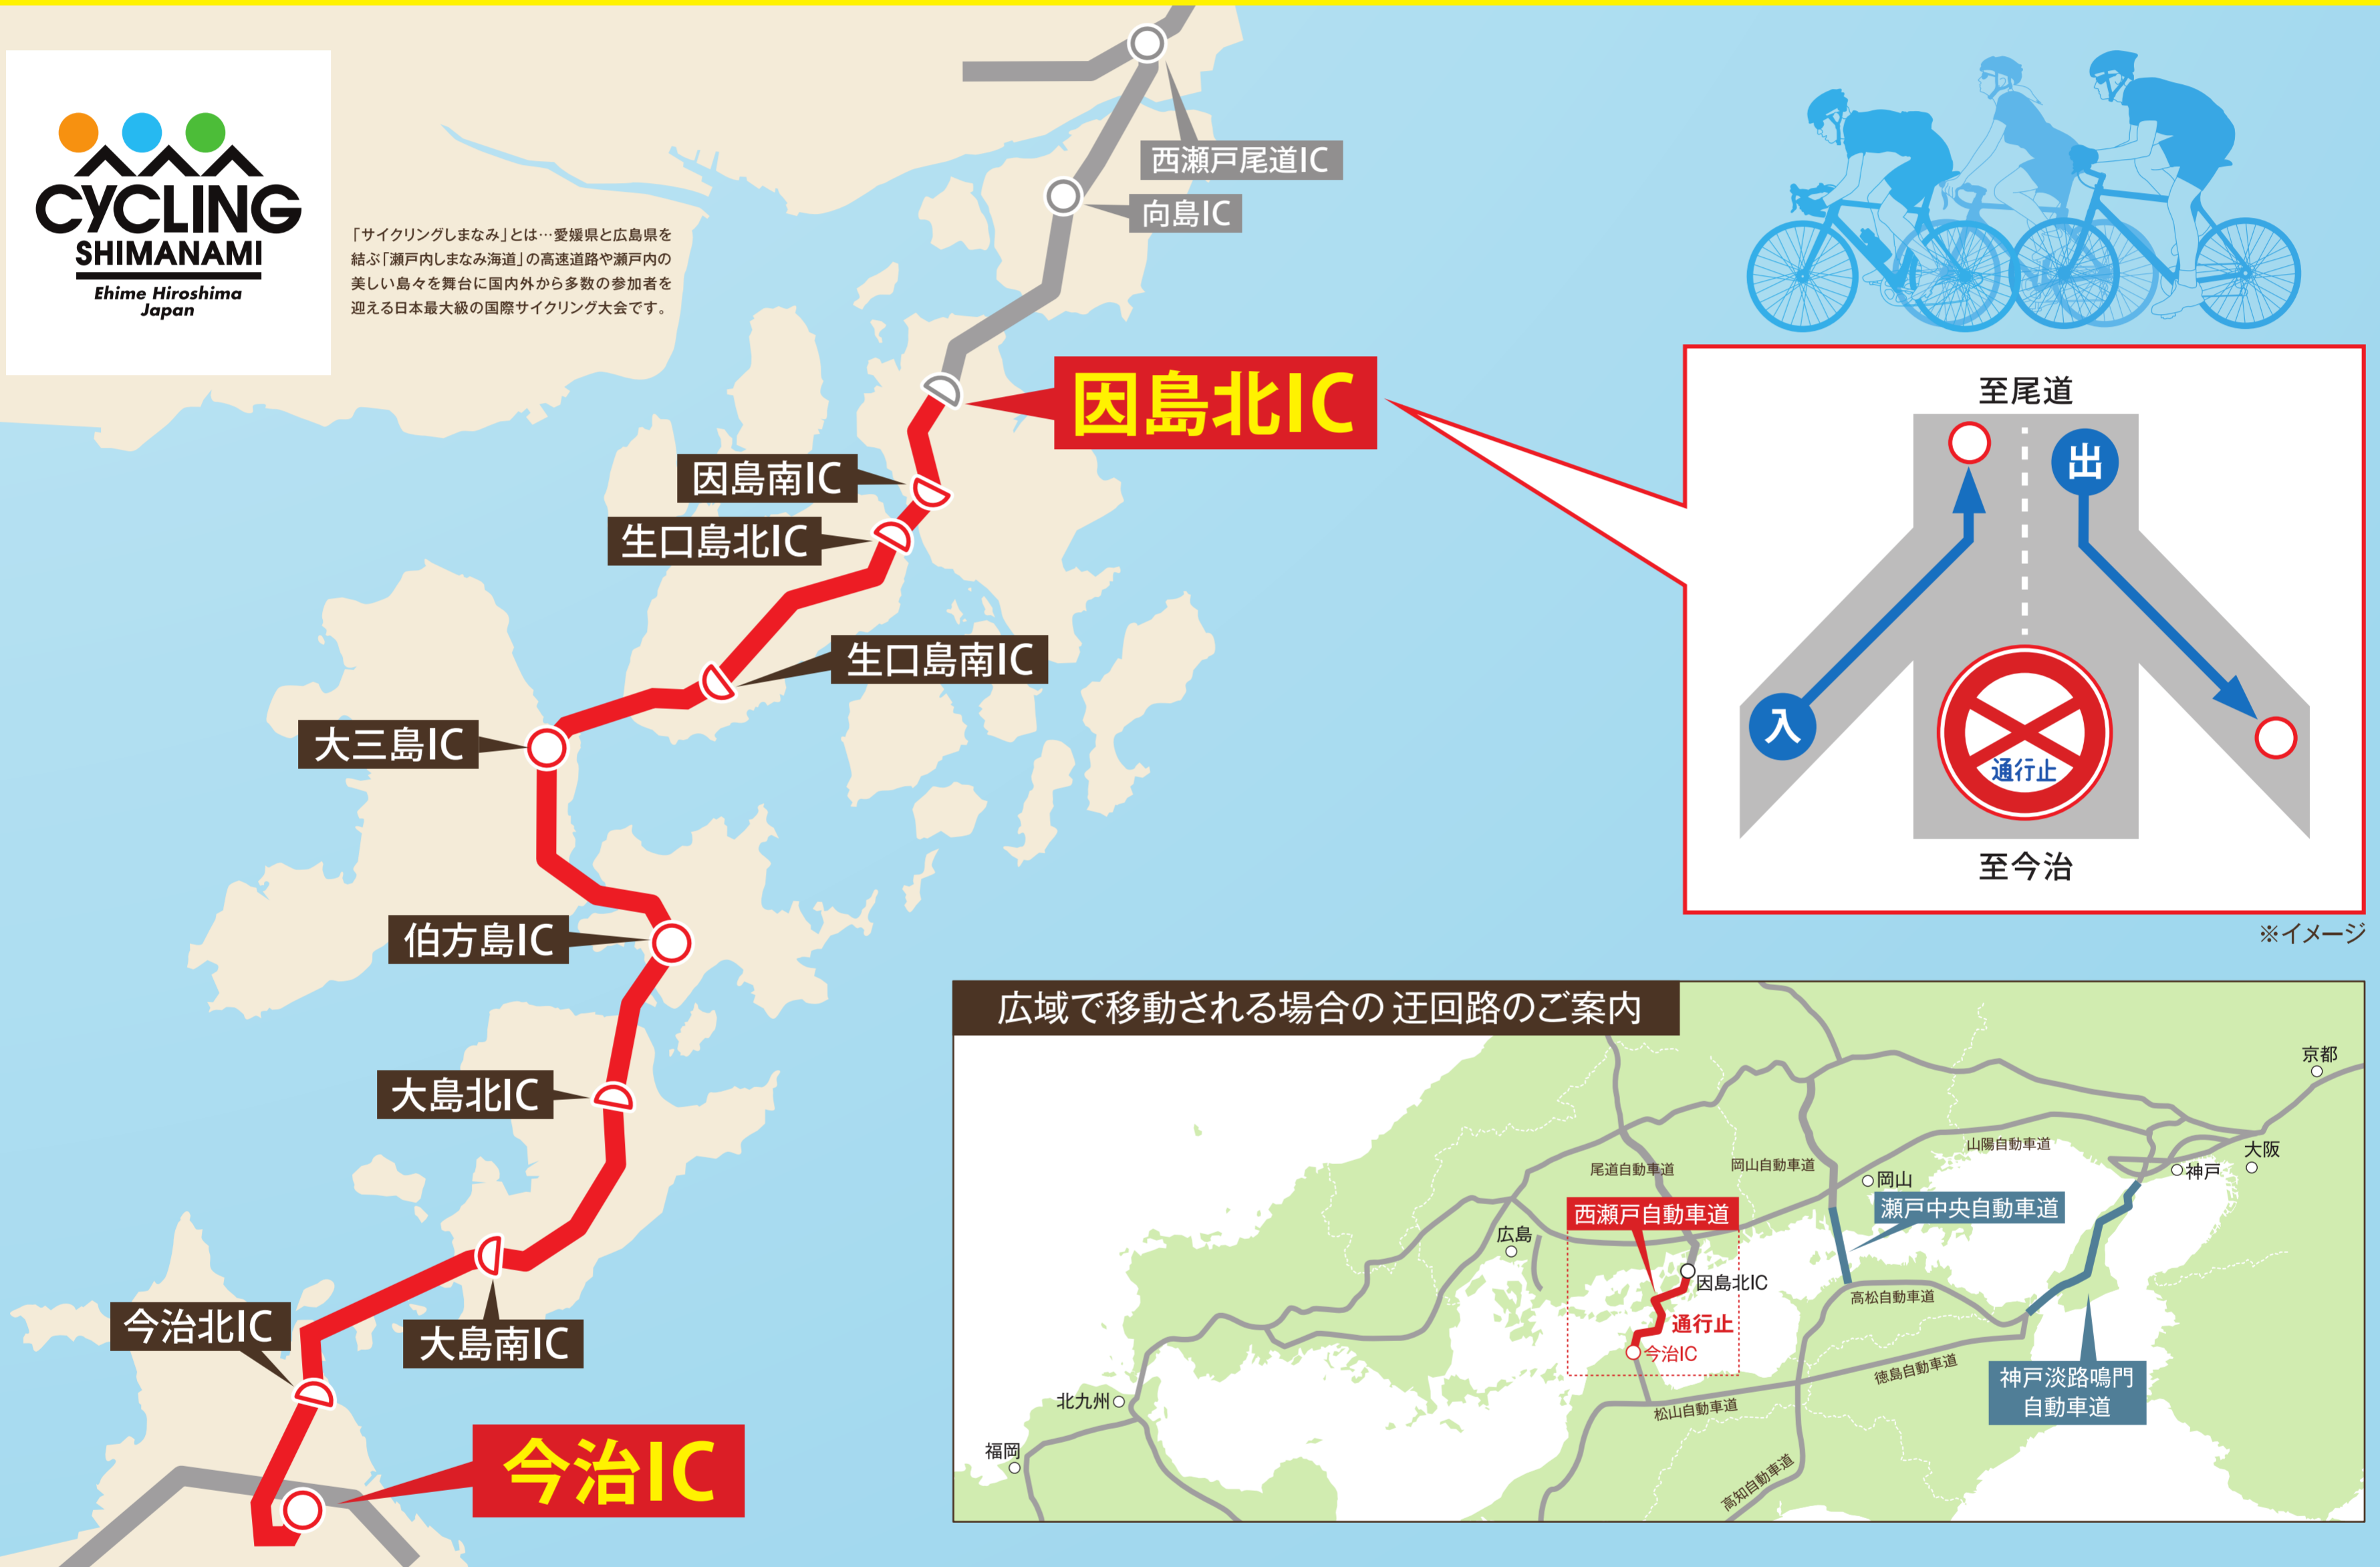 CYCLING
SHIMANAMI
Ehime Hiroshima
Japan
「サイクリングしまなみ」とは…愛媛県と広島県を
結ぶ「瀬戸内しまなみ海道」の高速道路や瀬戸内の
美しい島々を舞台に国内外から多数の参加者を
迎える日本最大級の国際サイクリング大会です。
西瀬戸尾道IC
向島IC
因島北IC
因島南IC
生口島北IC
生口島南IC
大三島IC
伯方島IC
大島北IC
大島南IC
今治北IC
今治IC
至尾道
出
入
通行止
至今治
※イメージ
広域で移動される場合の迂回路のご案内
京都
大阪
神戸
山陽自動車道
岡山自動車道
尾道自動車道
岡山
瀬戸中央自動車道
西瀬戸自動車道
広島
因島北IC
通行止
今治IC
高松自動車道
徳島自動車道
神戸淡路鳴門
自動車道
松山自動車道
高知自動車道
北九州
福岡